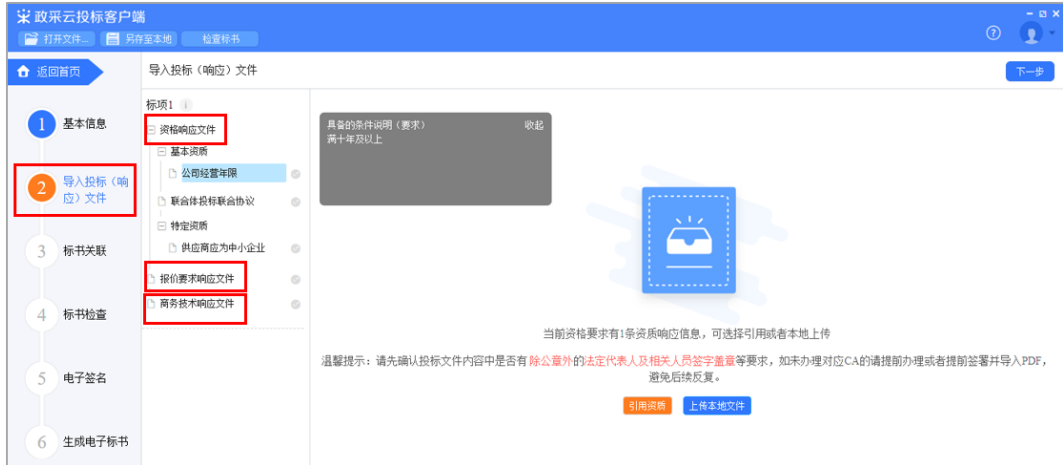 政采云投标客户端
打开文件... 另存至本地 检查标书
返回首页
导入投标（响应）文件
下一步
1 基本信息
2 导入投标（响
应）文件
3 标书关联
4 标书检查
5 电子签名
6 生成电子标书
标项1
资格响应文件
基本资质
公司经营年限
联合体投标联合协议
特定资质
供应商应为中小企业
报价要求响应文件
商务技术响应文件
具备的条件说明（要求） 收起
满十年及以上
当前资格要求有1条资质响应信息，可选择引用或者本地上传
温馨提示：请先确认投标文件内容中是否有除公章外的法定代表人及相关人员签字盖章等要求，如未办理对应CA的请提前办理或者提前签署并导入PDF，
避免后续反复。
引用资质 上传本地文件